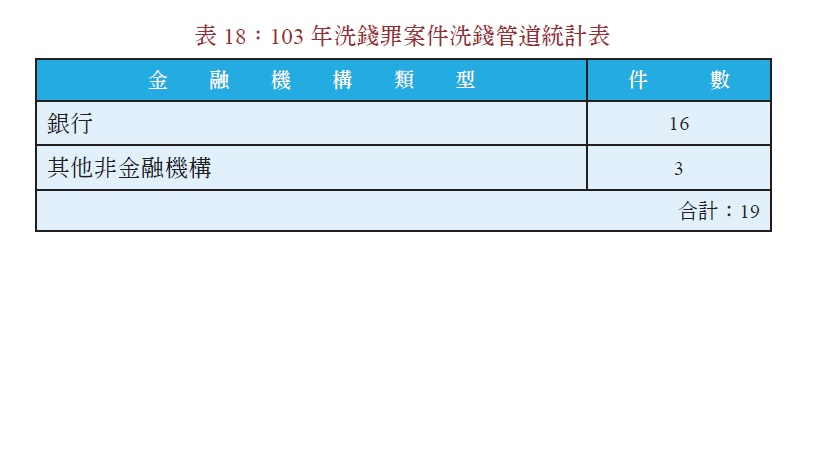 表 18：103 年洗錢罪案件洗錢管道統計表
金融機構類型 件數
銀行 16
其他非金融機構 3
合計：19